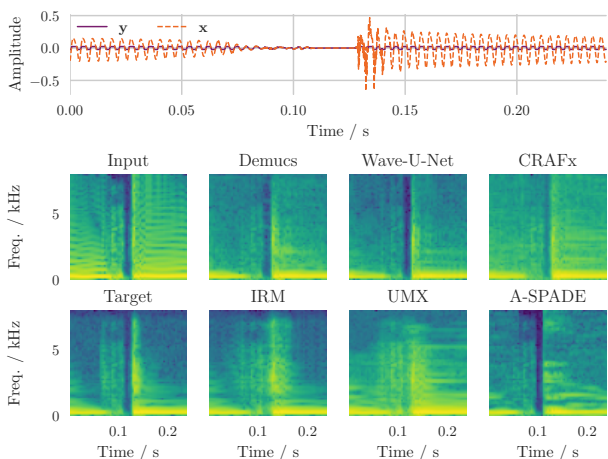 0.5
0.0
−0.5
Amplitude
y
x
0.00
0.05
0.10
0.15
0.20
Time / s
Input
Demucs
Wave-U-Net
CRAFx
5
0
Freq. / kHz
Target
IRM
UMX
A-SPADE
5
0
Freq. / kHz
0.1 0.2
0.1 0.2
0.1 0.2
0.1 0.2
Time / s
Time / s
Time / s
Time / s